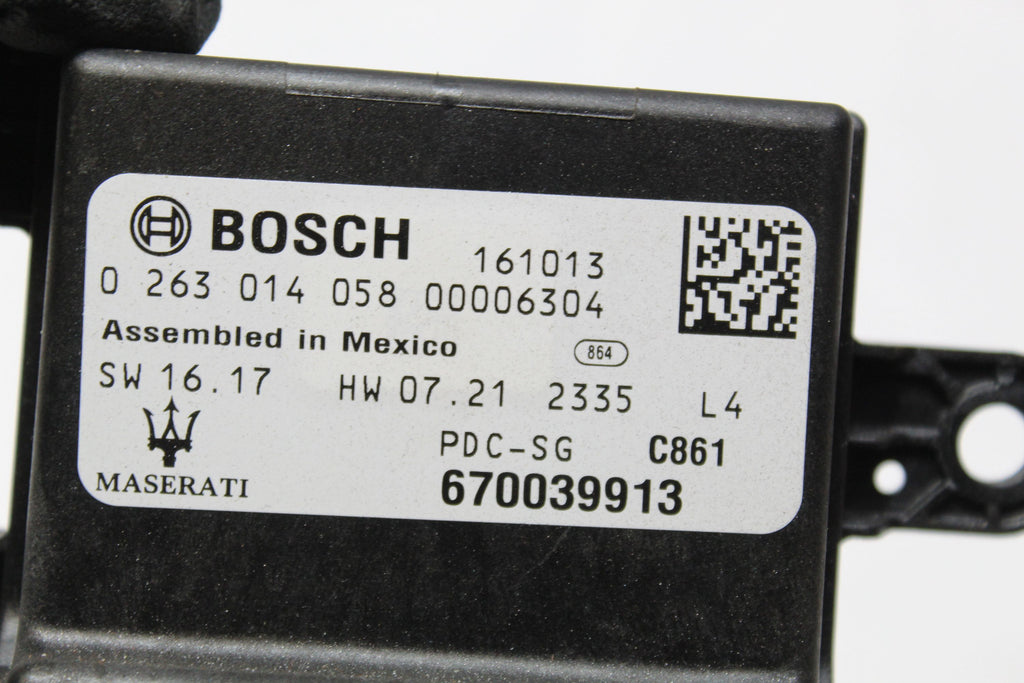 BOSCH 161013
0 263 014 058 00006304
Assembled in Mexico 864
SW 16.17 HW 07.21 2335 L4
PDC-SG C861
MASERATI 670039913